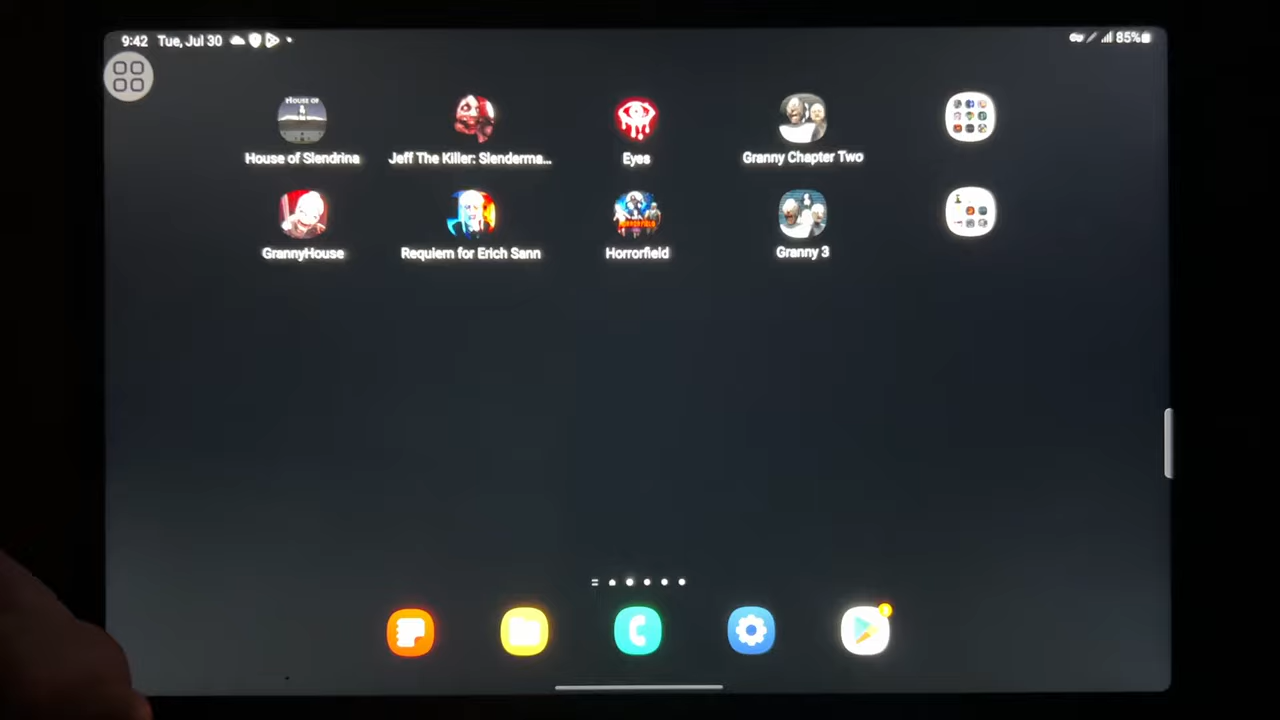 9:42 Tue, Jul 30
85%
House of Slendrina
Jeff The Killer: Slenderma...
Eyes
Granny Chapter Two
GrannyHouse
Requiem for Erich Sann
Horrorfield
Granny 3